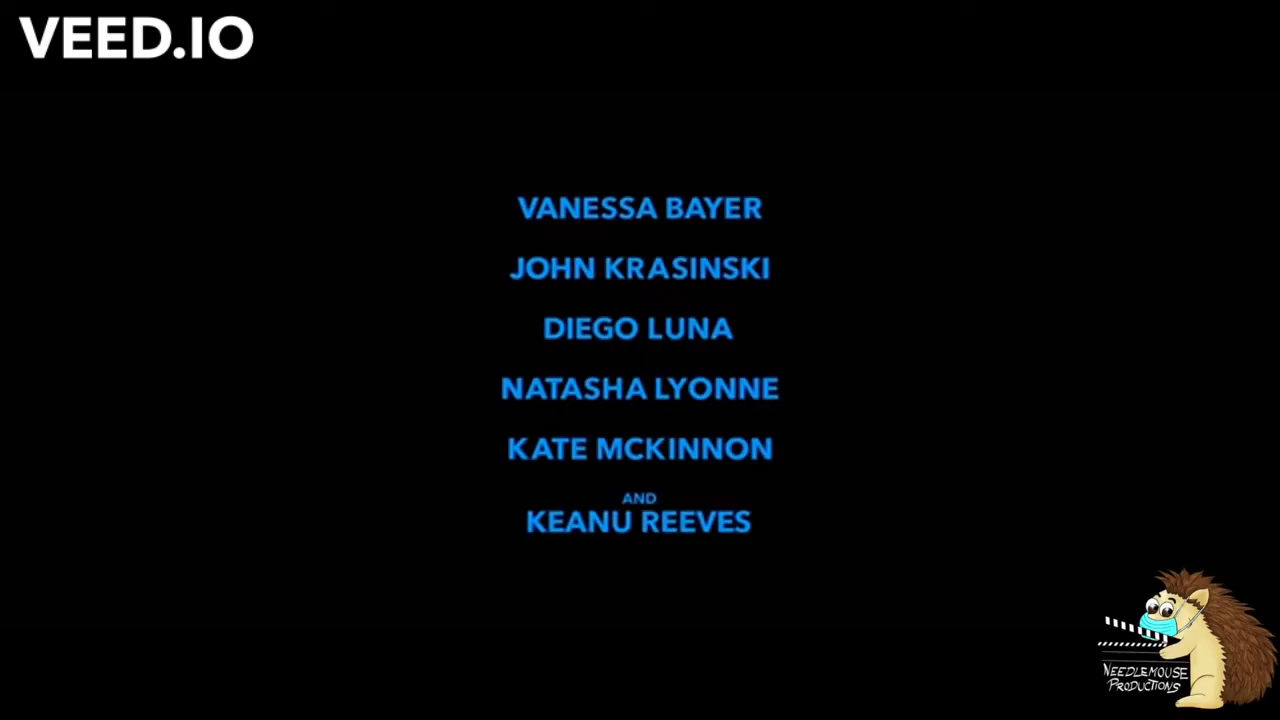 VEED.IO
VANESSA BAYER
JOHN KRASINSKI
DIEGO LUNA
NATASHA LYONNE
KATE MCKINNON
AND
KEANU REEVES
NEEDLEMOUSE
PRODUCTIONS